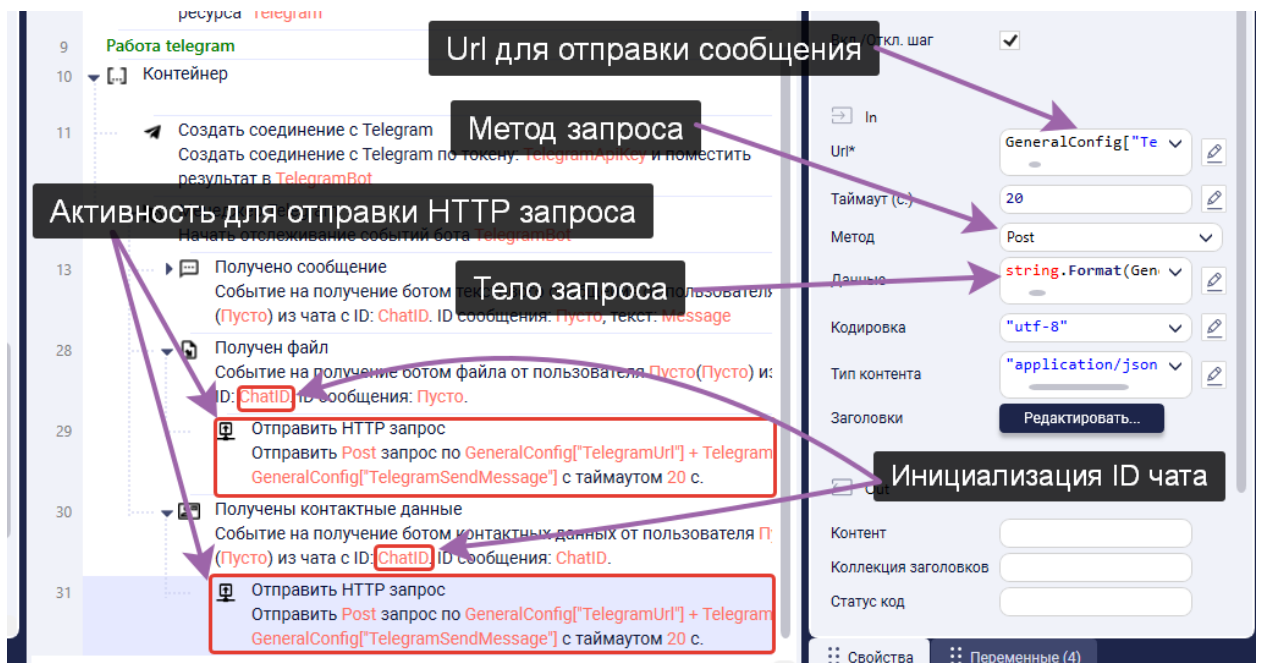 ресурса Telegram
9 Работа telegram
10 [...] Контейнер
11 Создать соединение с Telegram
Создать соединение с Telegram по токену: TelegramApiKey и поместить
результат в TelegramBot
Активность для отправки HTTP запроса
Начать отслеживание событий бота TelegramBot
13 Получено сообщение
Событие на получение ботом пользователя
(Пусто) из чата с ID: ChatID. ID сообщения: Пусто, текст: Message
28 Получен файл
Событие на получение ботом файла от пользователя Пусто(Пусто) из
ID: ChatID. ID сообщения: Пусто.
29 Отправить HTTP запрос
Отправить Post запрос по GeneralConfig["TelegramUrl"] + Telegram
GeneralConfig["TelegramSendMessage"] с таймаутом 20 с.
30 Получены контактные данные
Событие на получение ботом контактных данных от пользователя П
(Пусто) из чата с ID: ChatID. ID сообщения: ChatID.
31 Отправить HTTP запрос
Отправить Post запрос по GeneralConfig["TelegramUrl"] + Telegram
GeneralConfig["TelegramSendMessage"] с таймаутом 20 с.
Url для отправки сообщения
Метод запроса
Тело запроса
Инициализация ID чата
Вкл./Откл. шаг
In
Url* GeneralConfig["Te
Таймаут (с.) 20
Метод Post
Данные string.Format(Gen
Кодировка "utf-8"
Тип контента "application/json
Заголовки Редактировать...
Out
Контент
Коллекция заголовков
Статус код
Свойства Переменные (4)